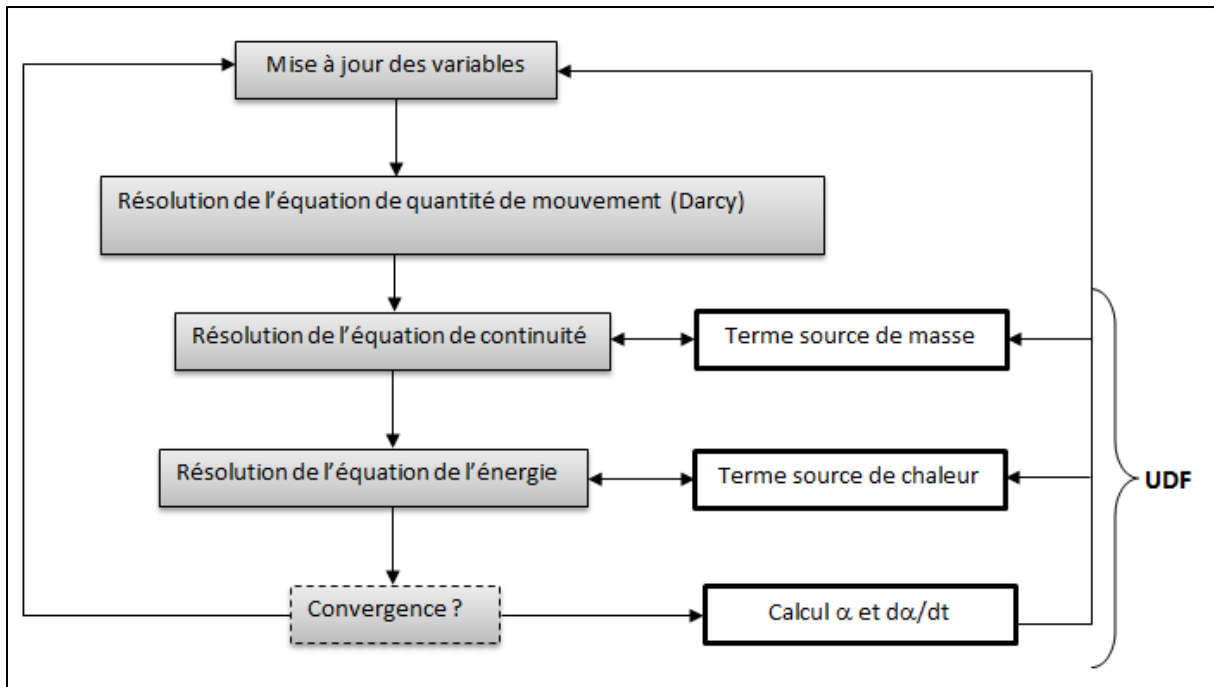 Mise à jour des variables
Résolution de l'équation de quantité de mouvement (Darcy)
Résolution de l'équation de continuité
Terme source de masse
Résolution de l'équation de l'énergie
Terme source de chaleur
UDF
Convergence ?
Calcul α et dα/dt